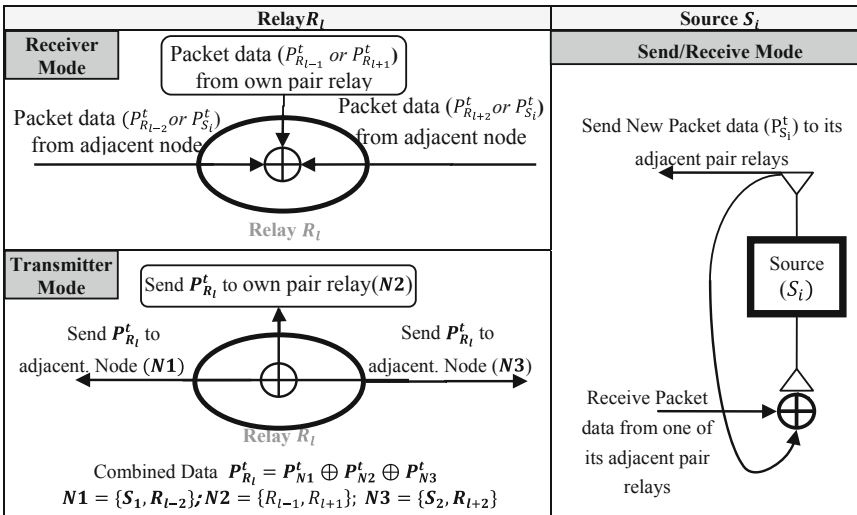 Relay R_l
Source S_i
Receiver
Mode
Packet data (P^t_{R_{l-1}} or P^t_{R_{l+1}})
from own pair relay
Packet data (P^t_{R_{l-2}} or P^t_{S_i})
from adjacent node
Packet data (P^t_{R_{l+2}} or P^t_{S_i})
from adjacent node
Relay R_l
Transmitter
Mode
Send P^t_{R_l} to own pair relay(N2)
Send P^t_{R_l} to
adjacent. Node (N1)
Send P^t_{R_l} to
adjacent. Node (N3)
Relay R_l
Combined Data P^t_{R_l} = P^t_{N1} ⊕ P^t_{N2} ⊕ P^t_{N3}
N1 = {S_1, R_{l-2}}; N2 = {R_{l-1}, R_{l+1}}; N3 = {S_2, R_{l+2}}
Send/Receive Mode
Send New Packet data (P^t_{S_i}) to its
adjacent pair relays
Source
(S_i)
Receive Packet
data from one of
its adjacent pair
relays